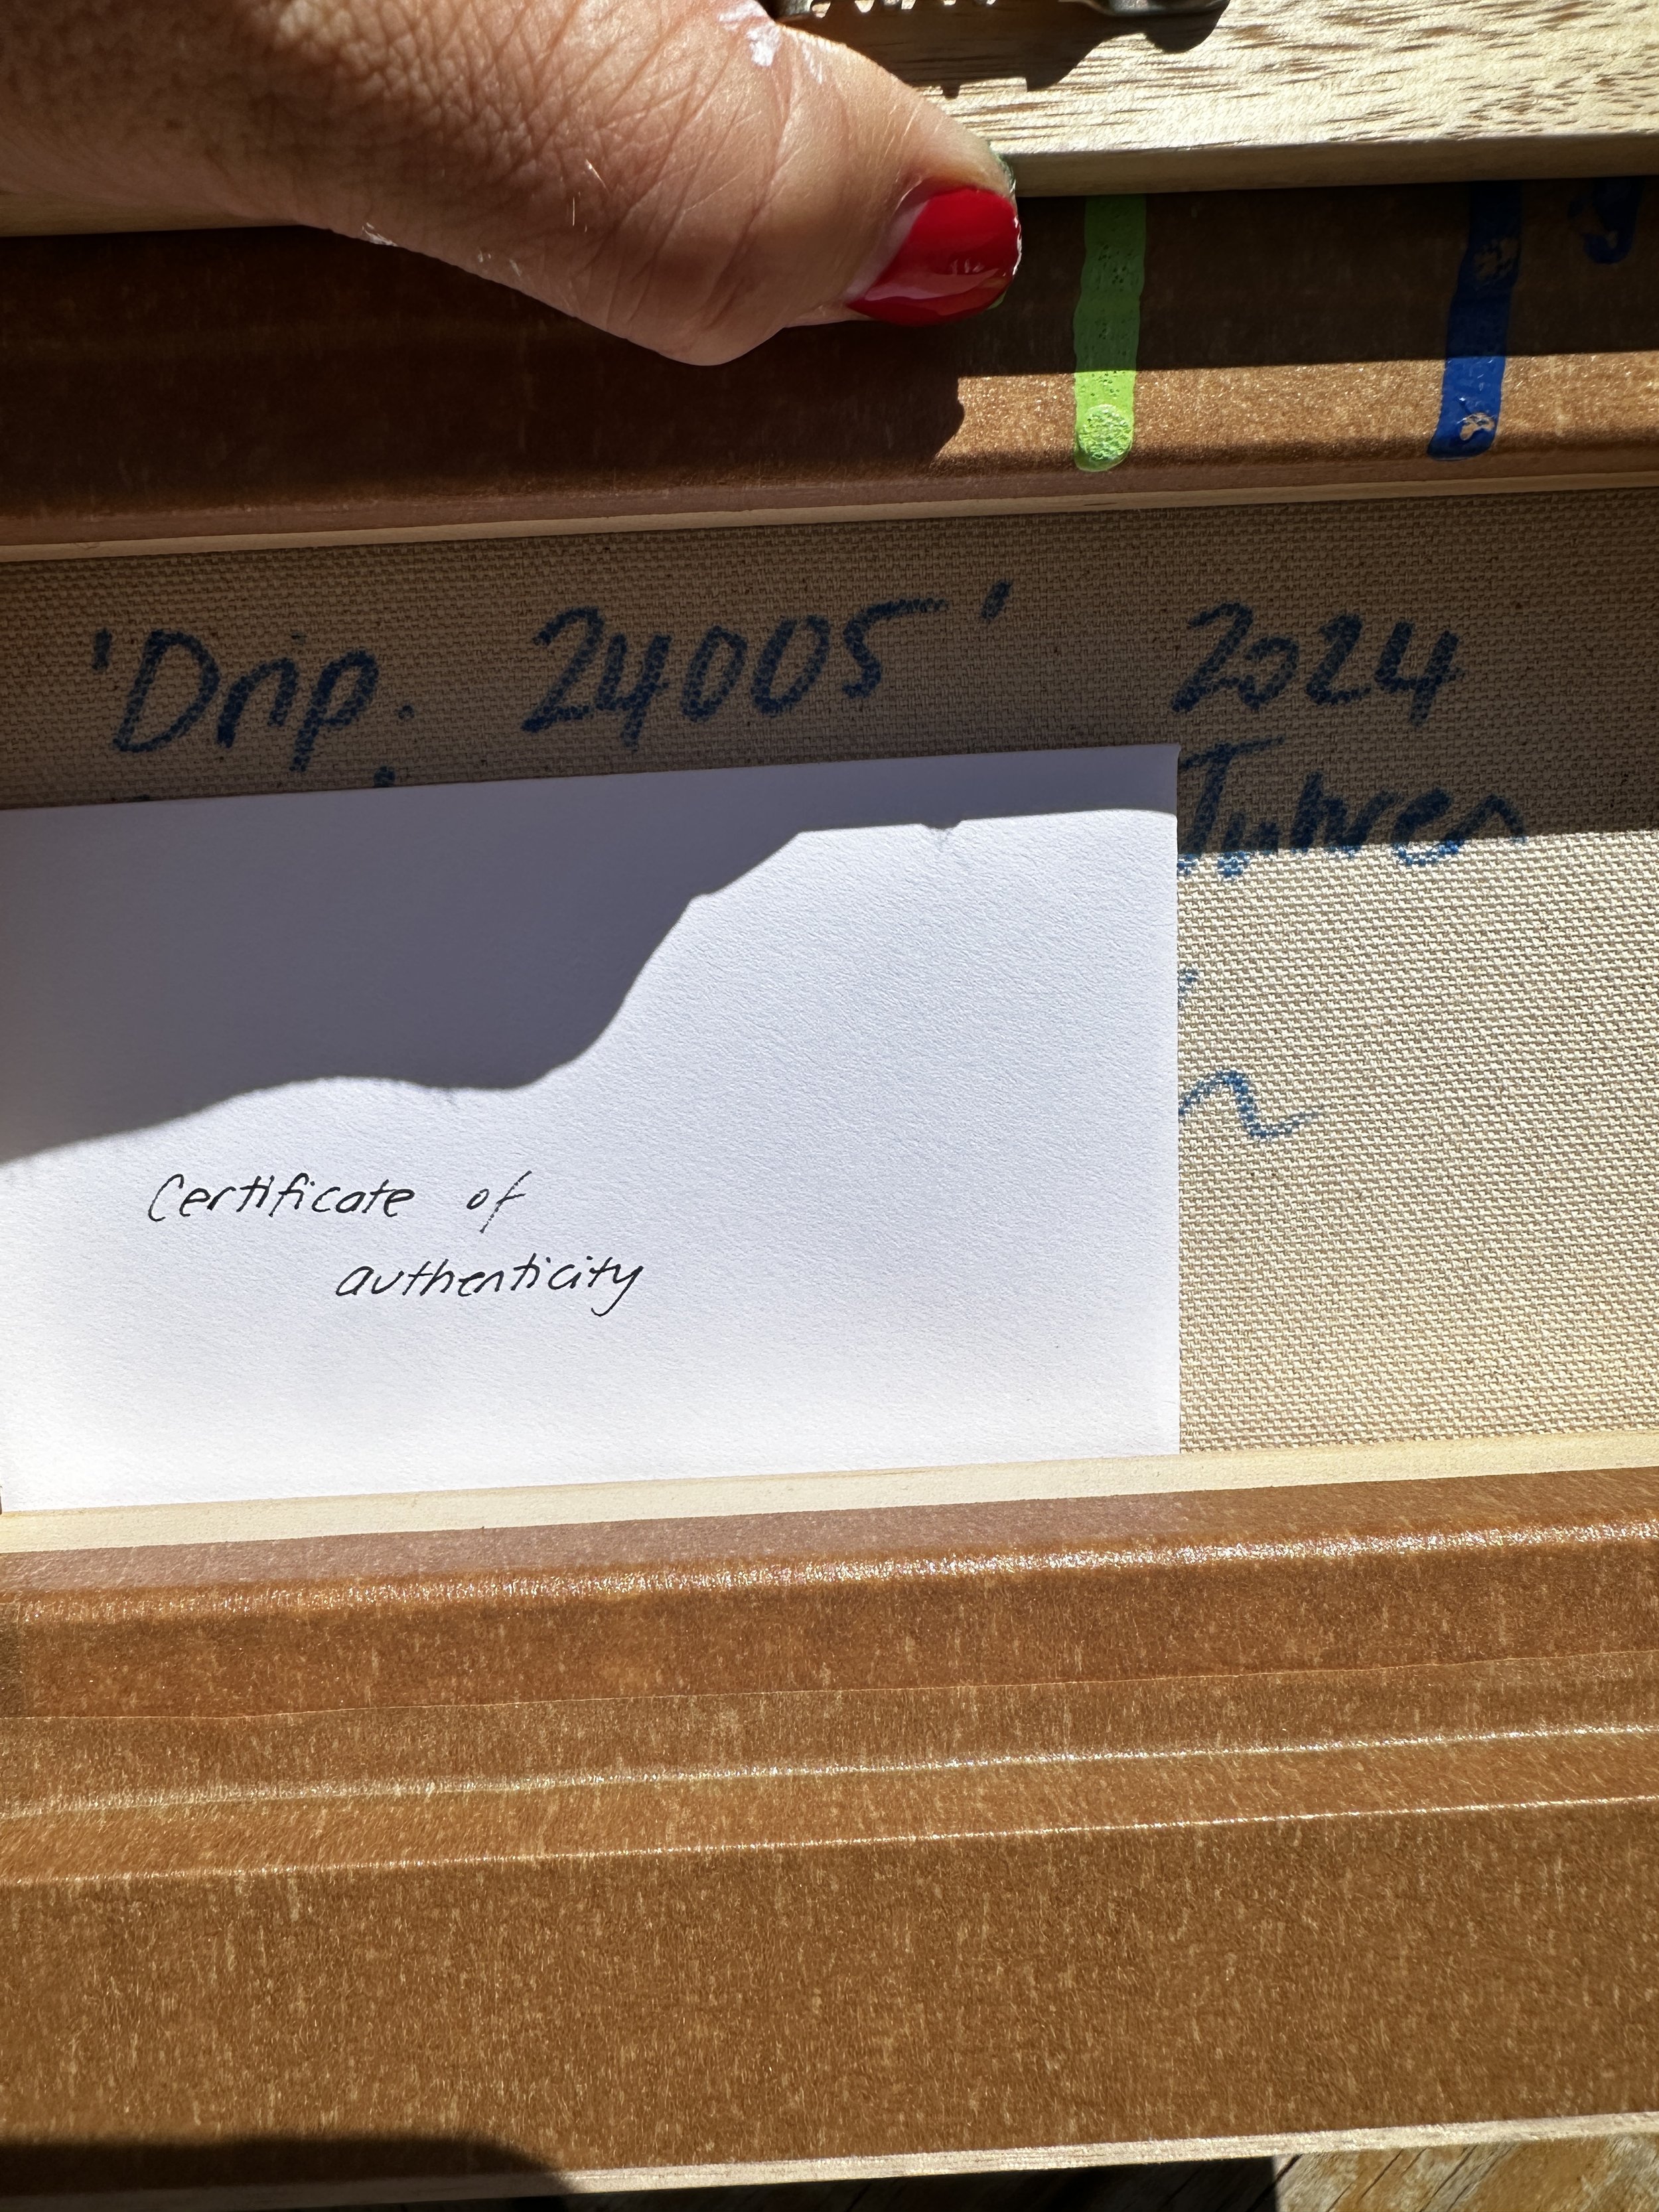 'Drip. 24005' 2024
Certificate of
authenticity